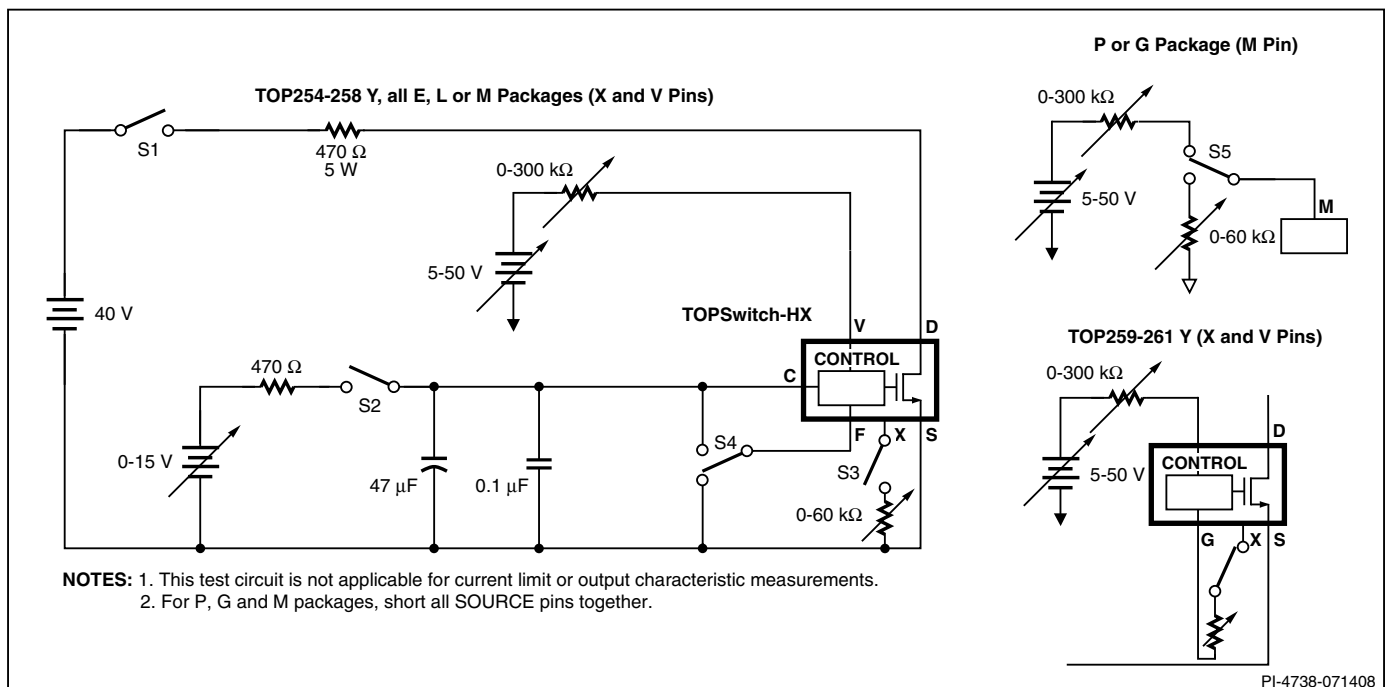 P or G Package (M Pin)
TOP254-258 Y, all E, L or M Packages (X and V Pins)
0-300 kΩ
S1
470 Ω
5 W
0-300 kΩ
S5
5-50 V
M
0-60 kΩ
5-50 V
40 V
TOPSwitch-HX
V
D
TOP259-261 Y (X and V Pins)
470 Ω
S2
C
CONTROL
0-300 kΩ
F
X
S
S4
S3
0-15 V
47 μF
0.1 μF
0-60 kΩ
D
5-50 V
CONTROL
G
X
S
NOTES: 1. This test circuit is not applicable for current limit or output characteristic measurements.
2. For P, G and M packages, short all SOURCE pins together.
PI-4738-071408